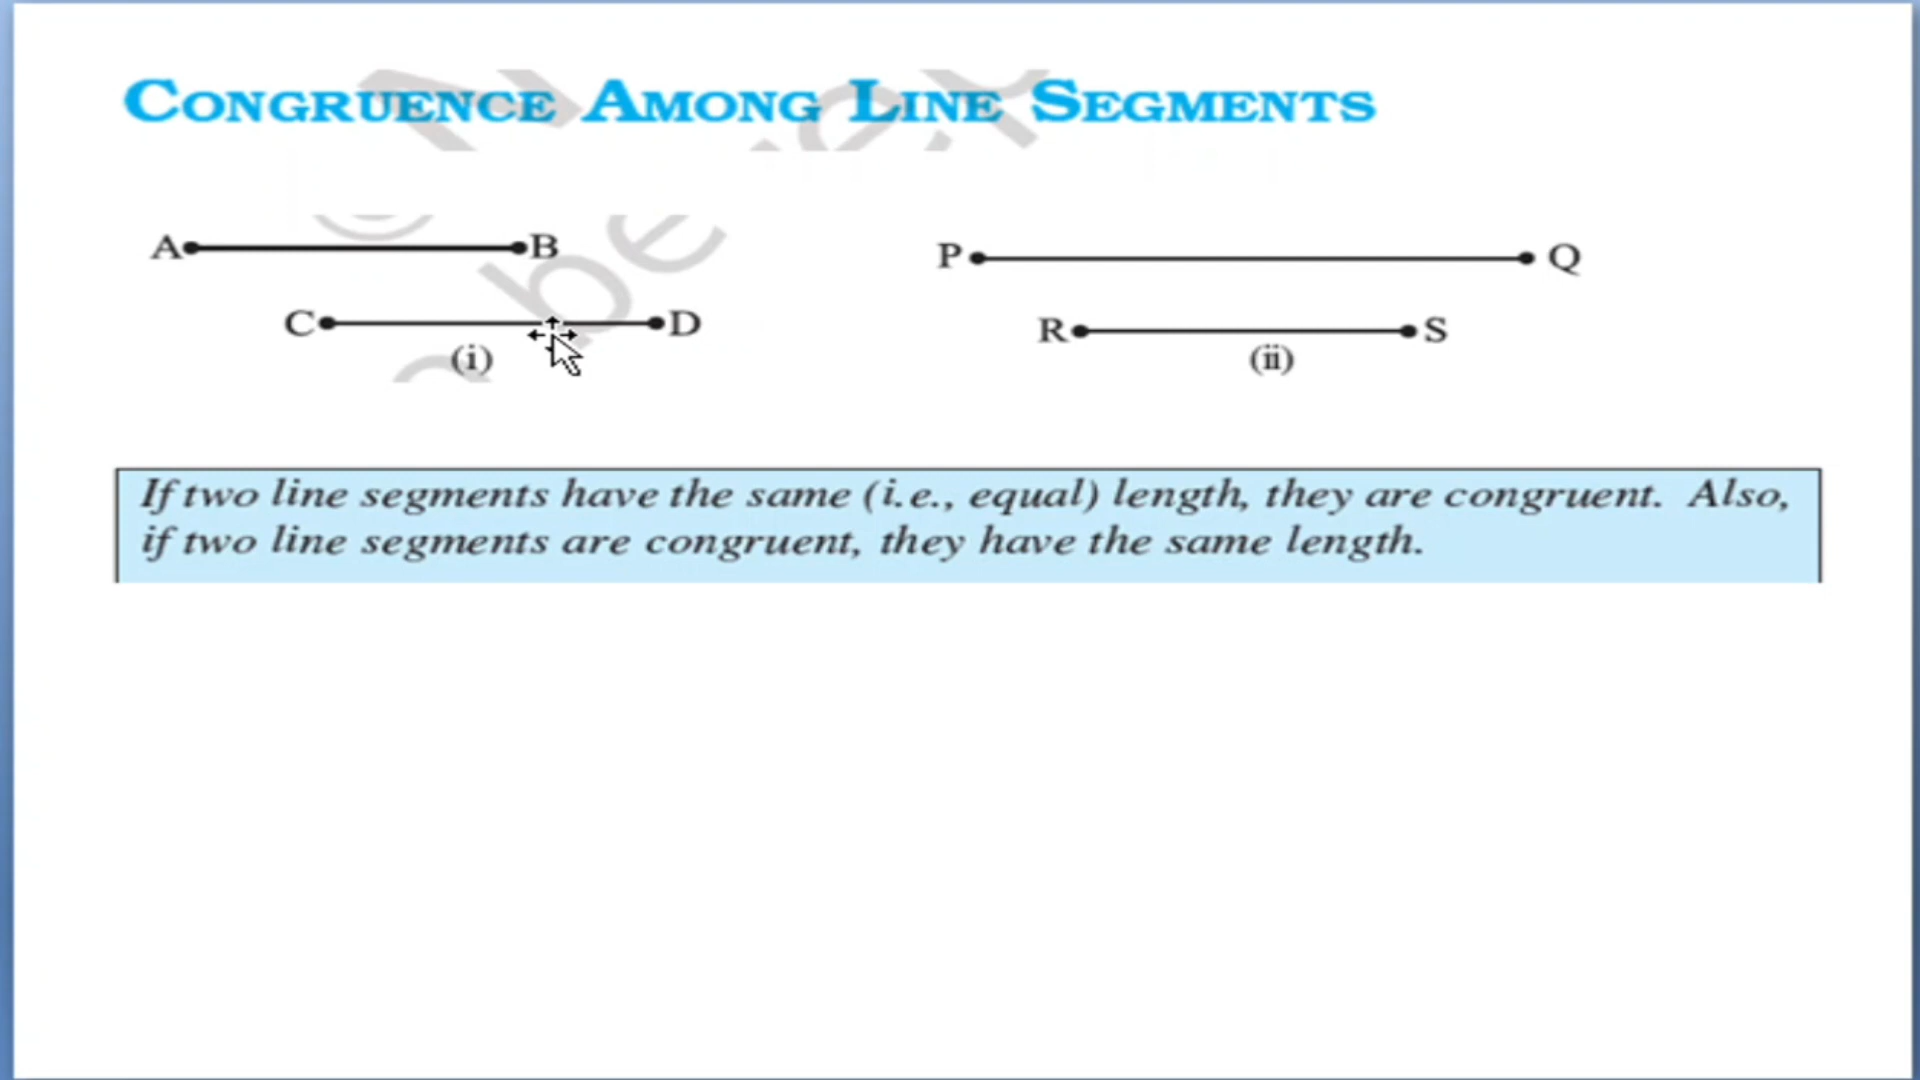 CONGRUENCE AMONG LINE SEGMENTS
A B
P Q
C D
R S
(i)
(ii)
If two line segments have the same (i.e., equal) length, they are congruent. Also,
if two line segments are congruent, they have the same length.
be